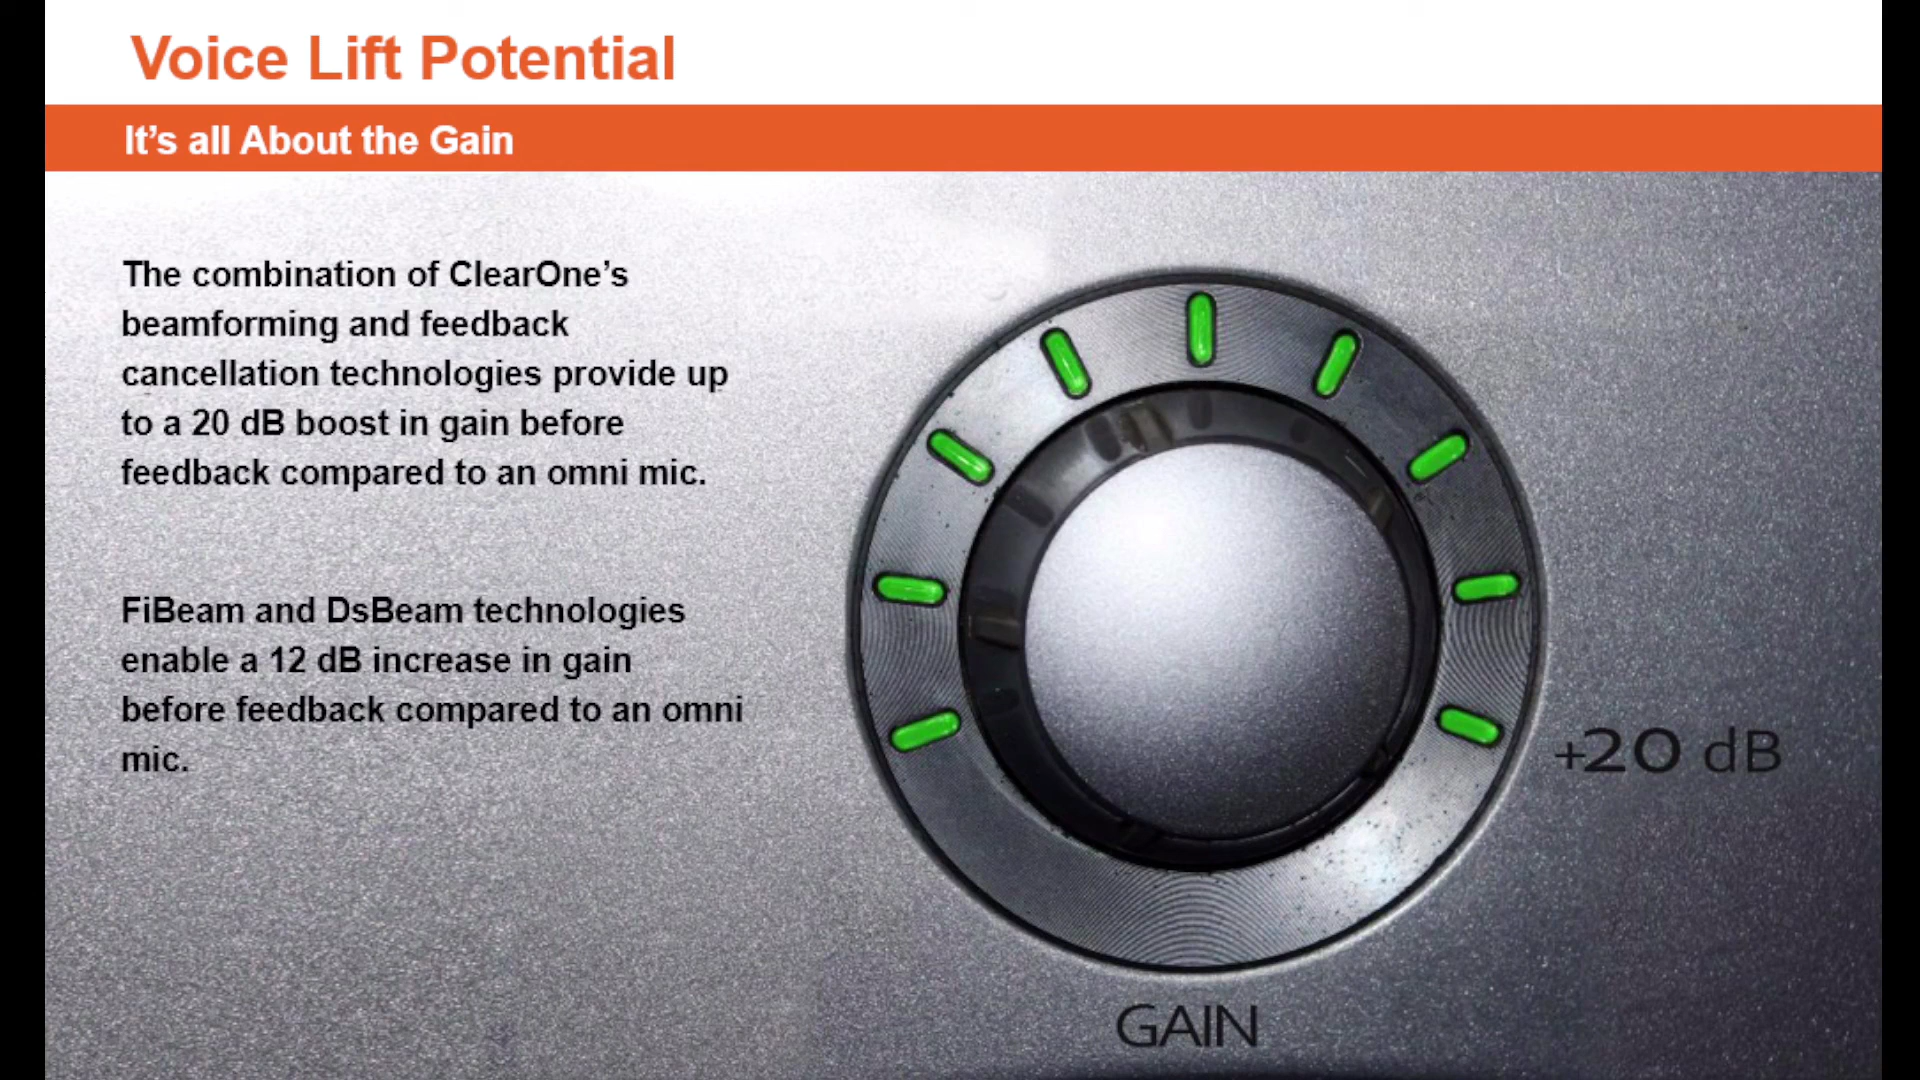 Voice Lift Potential
It’s all About the Gain
The combination of ClearOne’s
beamforming and feedback
cancellation technologies provide up
to a 20 dB boost in gain before
feedback compared to an omni mic.
FiBeam and DsBeam technologies
enable a 12 dB increase in gain
before feedback compared to an omni
mic.
+20 dB
GAIN